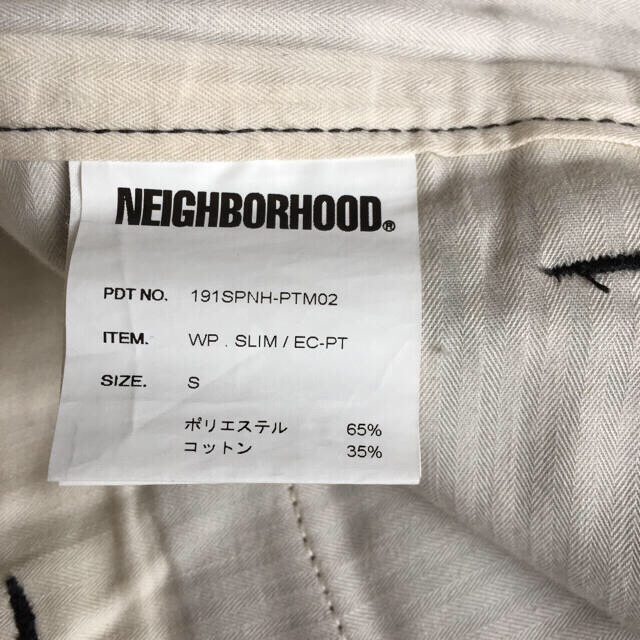 NEIGHBORHOOD®
PDT NO. 191SPNH-PTM02
ITEM. WP . SLIM / EC-PT
SIZE. S
ポリエステル 65%
コットン 35%